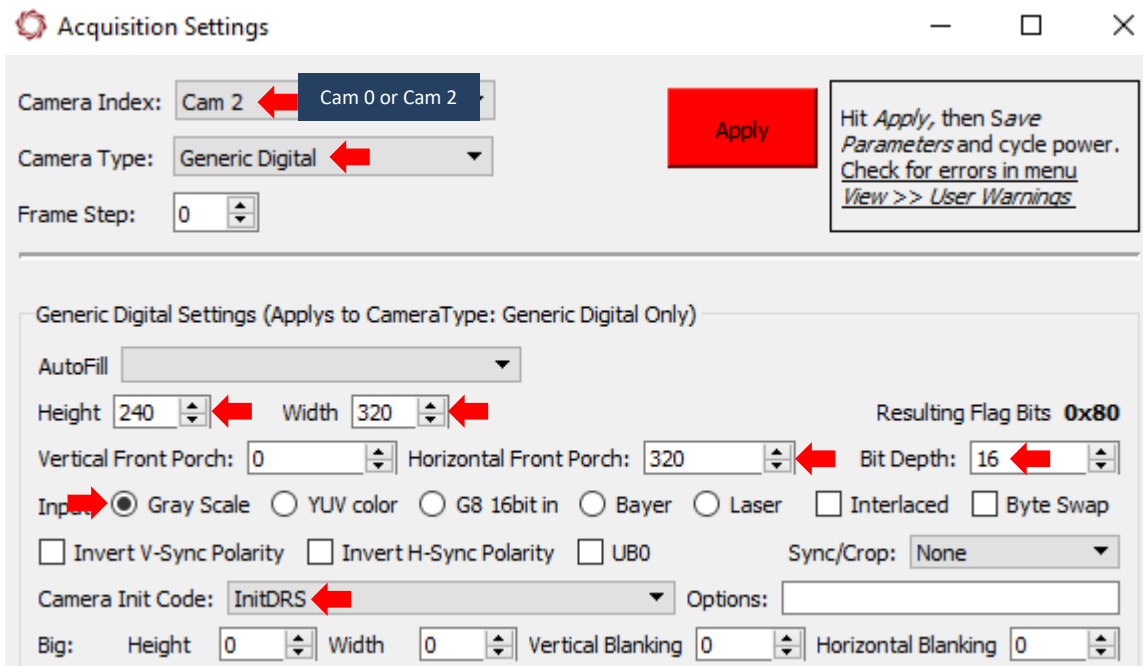 Acquisition Settings
Camera Index: Cam 2 Cam 0 or Cam 2
Camera Type: Generic Digital
Frame Step: 0
Apply
Hit Apply, then Save
Parameters and cycle power.
Check for errors in menu
View >> User Warnings
Generic Digital Settings (Applys to CameraType: Generic Digital Only)
AutoFill
Height 240 Width 320 Resulting Flag Bits 0x80
Vertical Front Porch: 0 Horizontal Front Porch: 320 Bit Depth: 16
Input Gray Scale YUV color G8 16bit in Bayer Laser Interlaced Byte Swap
Invert V-Sync Polarity Invert H-Sync Polarity UB0 Sync/Crop: None
Camera Init Code: InitDRS Options:
Big: Height 0 Width 0 Vertical Blanking 0 Horizontal Blanking 0